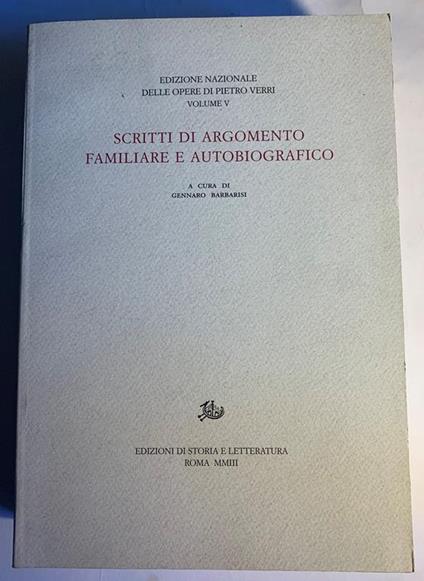 EDIZIONE NAZIONALE
DELLE OPERE DI PIETRO VERRI
VOLUME V
SCRITTI DI ARGOMENTO
FAMILIARE E AUTOBIOGRAFICO
A CURA DI
GENNARO BARBARISI
EDIZIONI DI STORIA E LETTERATURA
ROMA MMIII